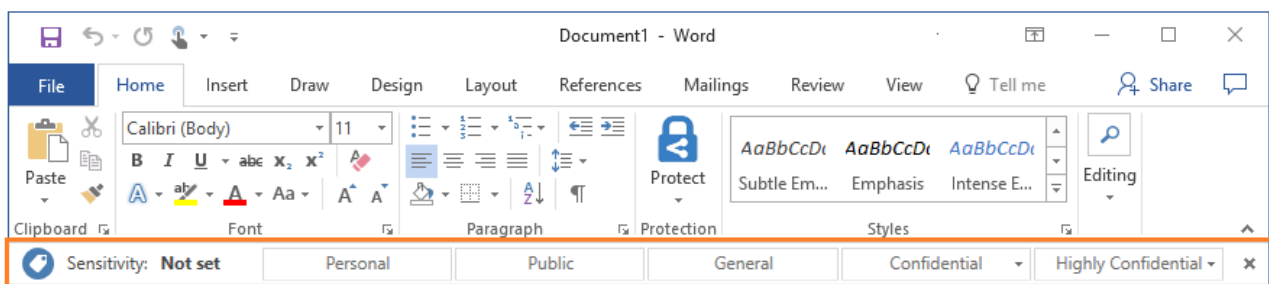 Document1 - Word
File Home Insert Draw Design Layout References Mailings Review View Tell me Share
Calibri (Body) 11 AaBbCcDc AaBbCcDc AaBbCcDc
B I U abc X₂ X² Paste Protect Subtle Em... Emphasis Intense E... Editing
A aby A Aa A A A Z
Clipboard Font Paragraph Protection Styles
Sensitivity: Not set Personal Public General Confidential Highly Confidential